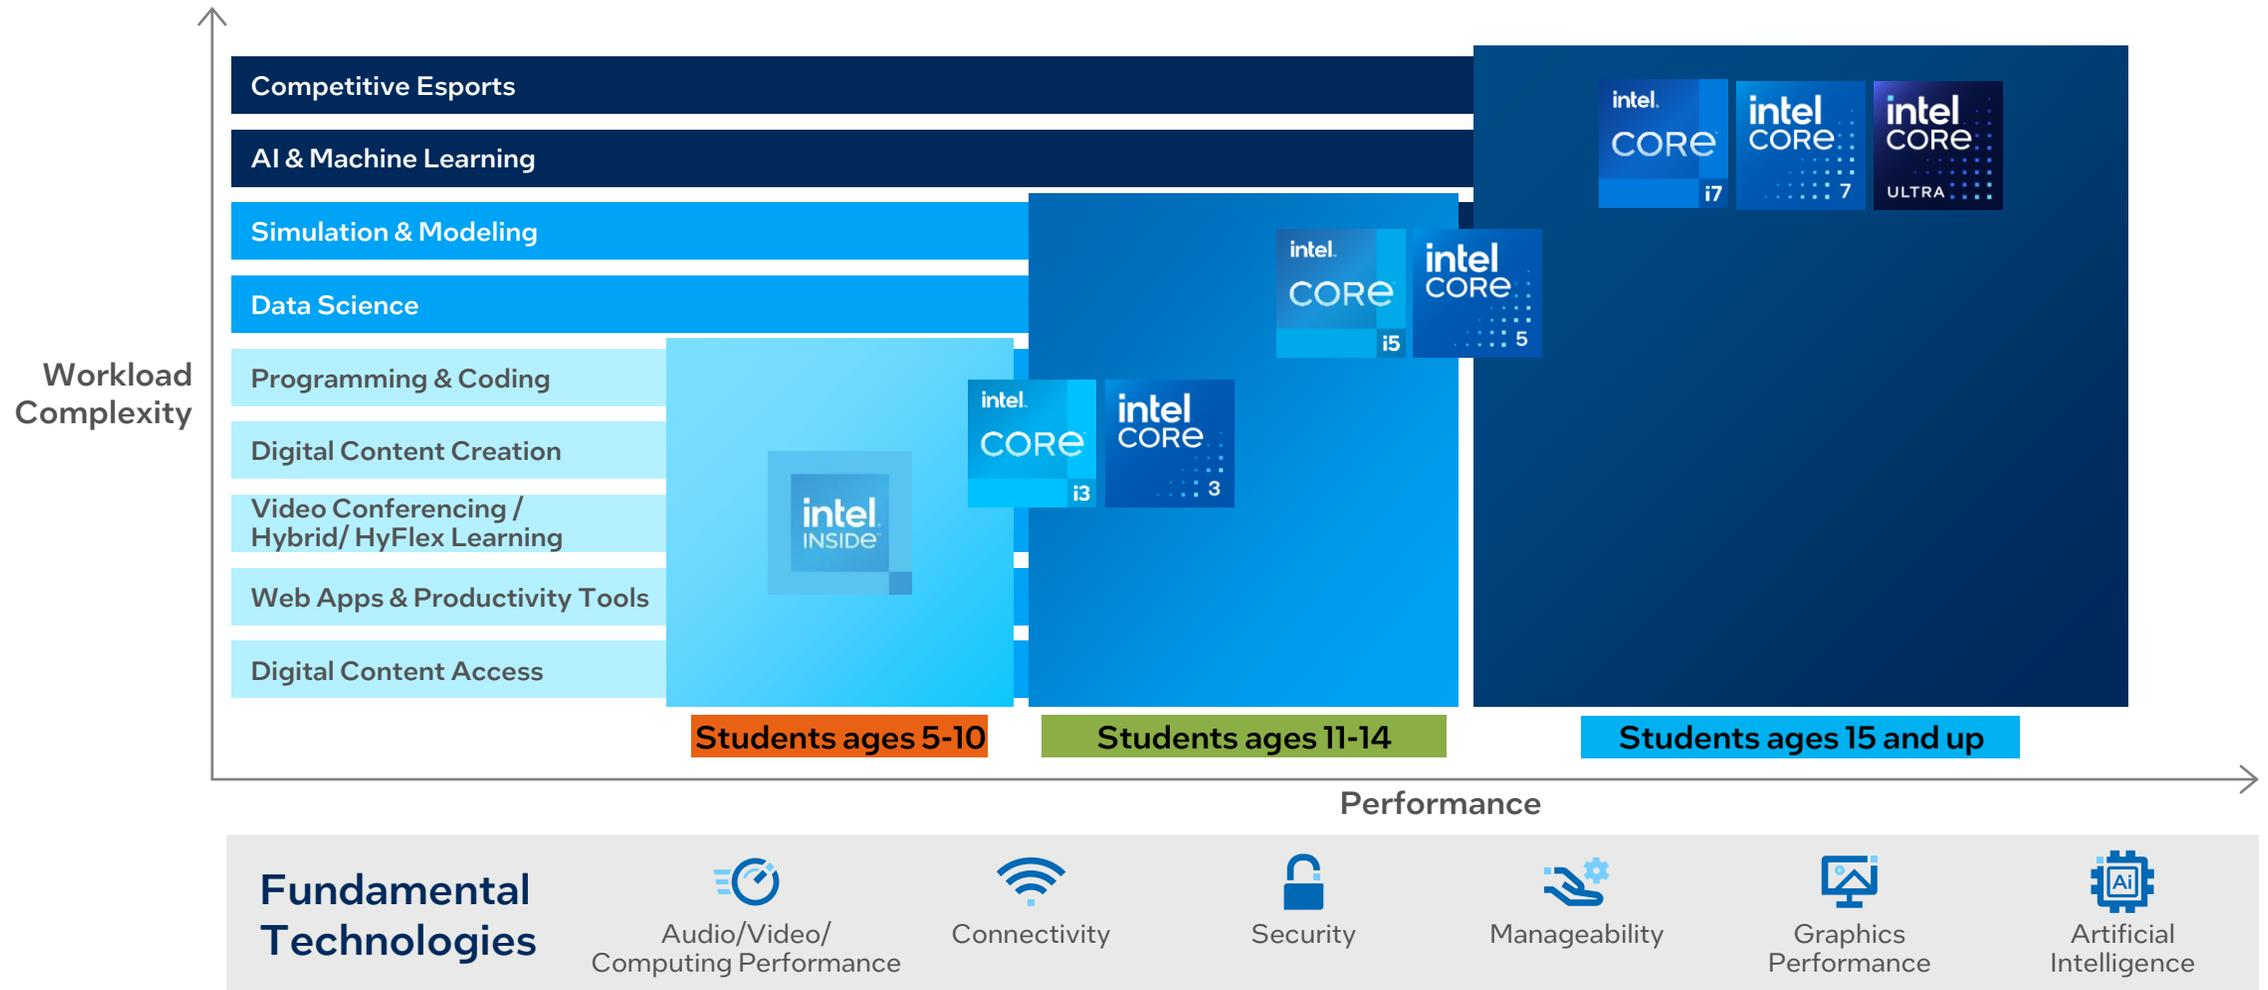 Competitive Esports
AI & Machine Learning
Simulation & Modeling
Data Science
Programming & Coding
Digital Content Creation
Video Conferencing /
Hybrid/ HyFlex Learning
Web Apps & Productivity Tools
Digital Content Access
Workload
Complexity
intel.
INSIDE™
intel.
CORE
i3
intel
CORE
3
intel.
CORE
i5
intel
CORE
5
intel.
CORE
i7
intel
CORE
7
intel
CORE
ULTRA
Students ages 5-10
Students ages 11-14
Students ages 15 and up
Performance
Fundamental
Technologies
Audio/Video/
Computing Performance
Connectivity
Security
Manageability
Graphics
Performance
Ai
Artificial
Intelligence